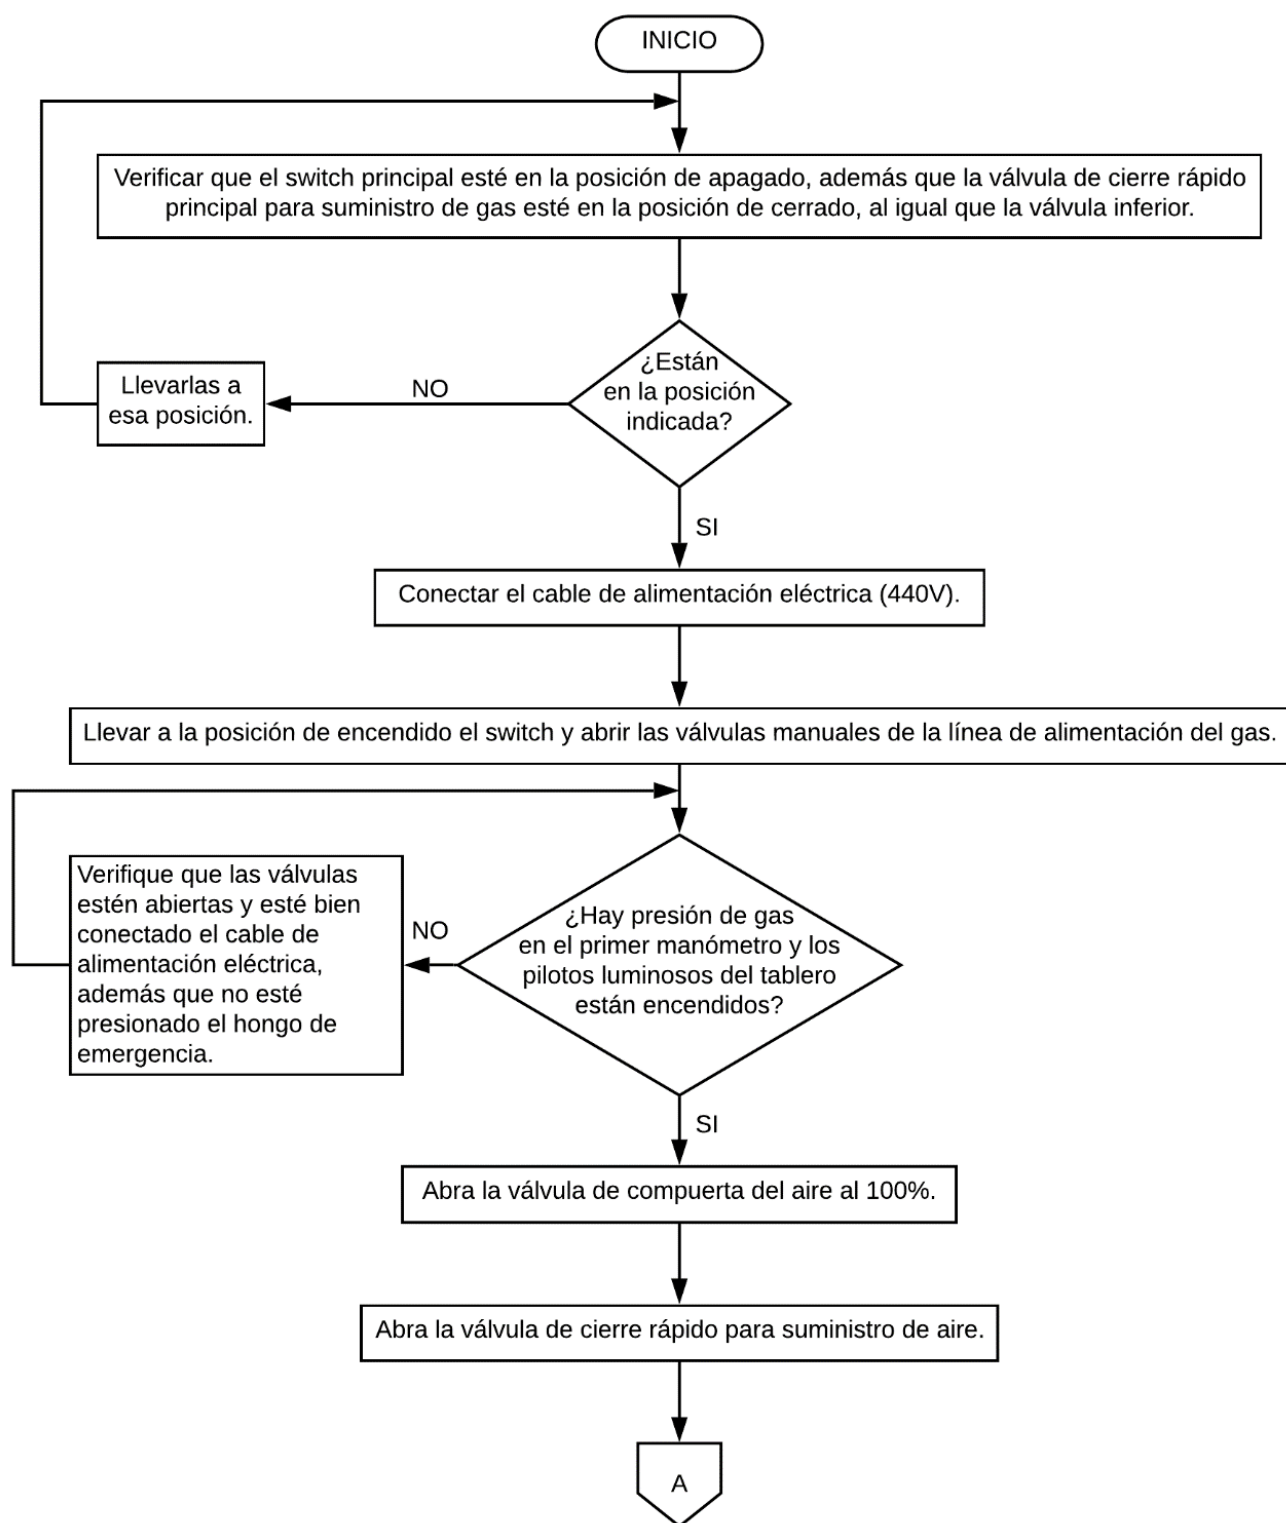 INICIO
Verificar que el switch principal esté en la posición de apagado, además que la válvula de cierre rápido
principal para suministro de gas esté en la posición de cerrado, al igual que la válvula inferior.
¿Están
en la posición
indicada?
NO
Llevarlas a
esa posición.
SI
Conectar el cable de alimentación eléctrica (440V).
Llevar a la posición de encendido el switch y abrir las válvulas manuales de la línea de alimentación del gas.
¿Hay presión de gas
en el primer manómetro y los
pilotos luminosos del tablero
están encendidos?
NO
Verifique que las válvulas
estén abiertas y esté bien
conectado el cable de
alimentación eléctrica,
además que no esté
presionado el hongo de
emergencia.
SI
Abra la válvula de compuerta del aire al 100%.
Abra la válvula de cierre rápido para suministro de aire.
A